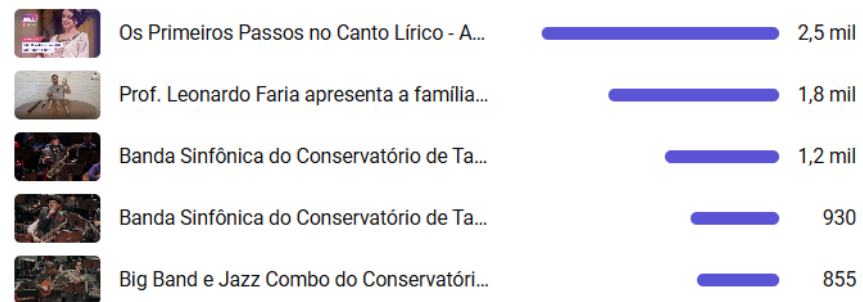 Os Primeiros Passos no Canto Lírico - A... 2,5 mil
Prof. Leonardo Faria apresenta a família... 1,8 mil
Banda Sinfônica do Conservatório de Ta... 1,2 mil
Banda Sinfônica do Conservatório de Ta... 930
Big Band e Jazz Combo do Conservatóri... 855